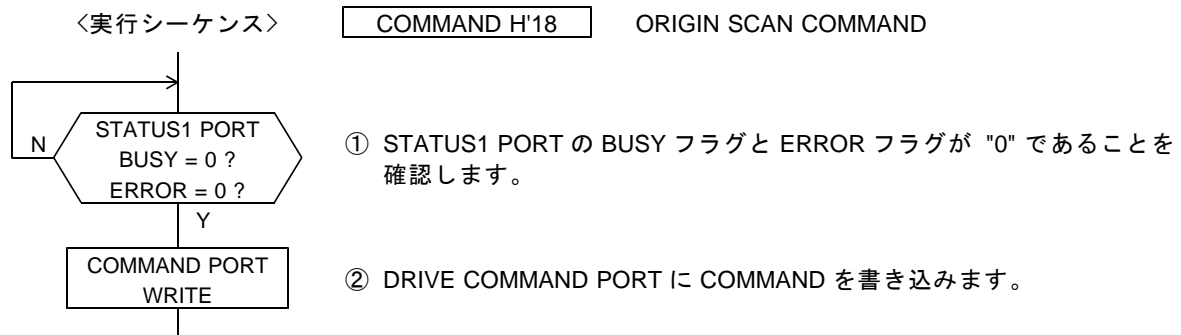 〈実行シーケンス〉 COMMAND H'18 ORIGIN SCAN COMMAND
N
STATUS1 PORT
BUSY = 0 ?
ERROR = 0 ?
① STATUS1 PORT の BUSY フラグと ERROR フラグが "0" であることを
確認します。
Y
COMMAND PORT
WRITE
② DRIVE COMMAND PORT に COMMAND を書き込みます。